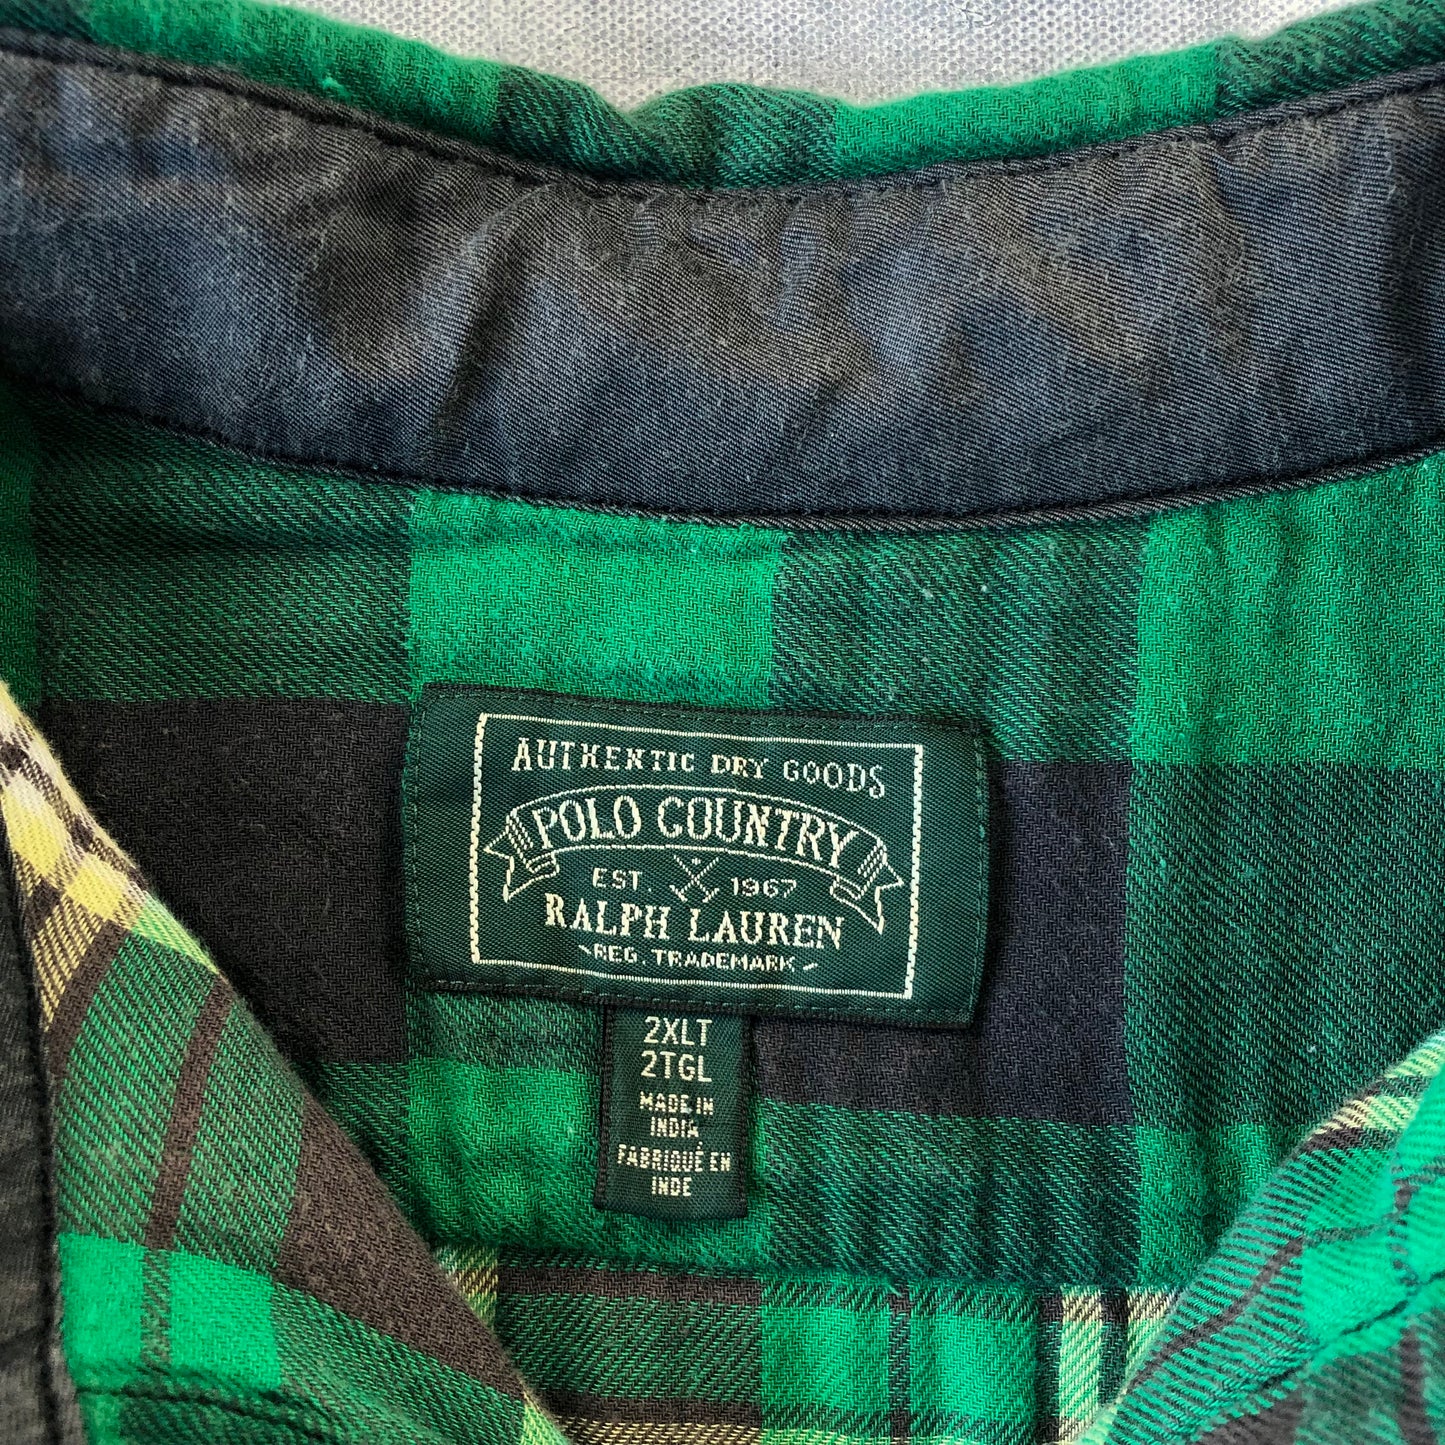 AUTHENTIC DRY GOODS
POLO COUNTRY
EST. 1967
RALPH LAUREN
REG. TRADEMARK
2XLT
2TGL
MADE IN
INDIA
FABRIQUÉ EN
INDE